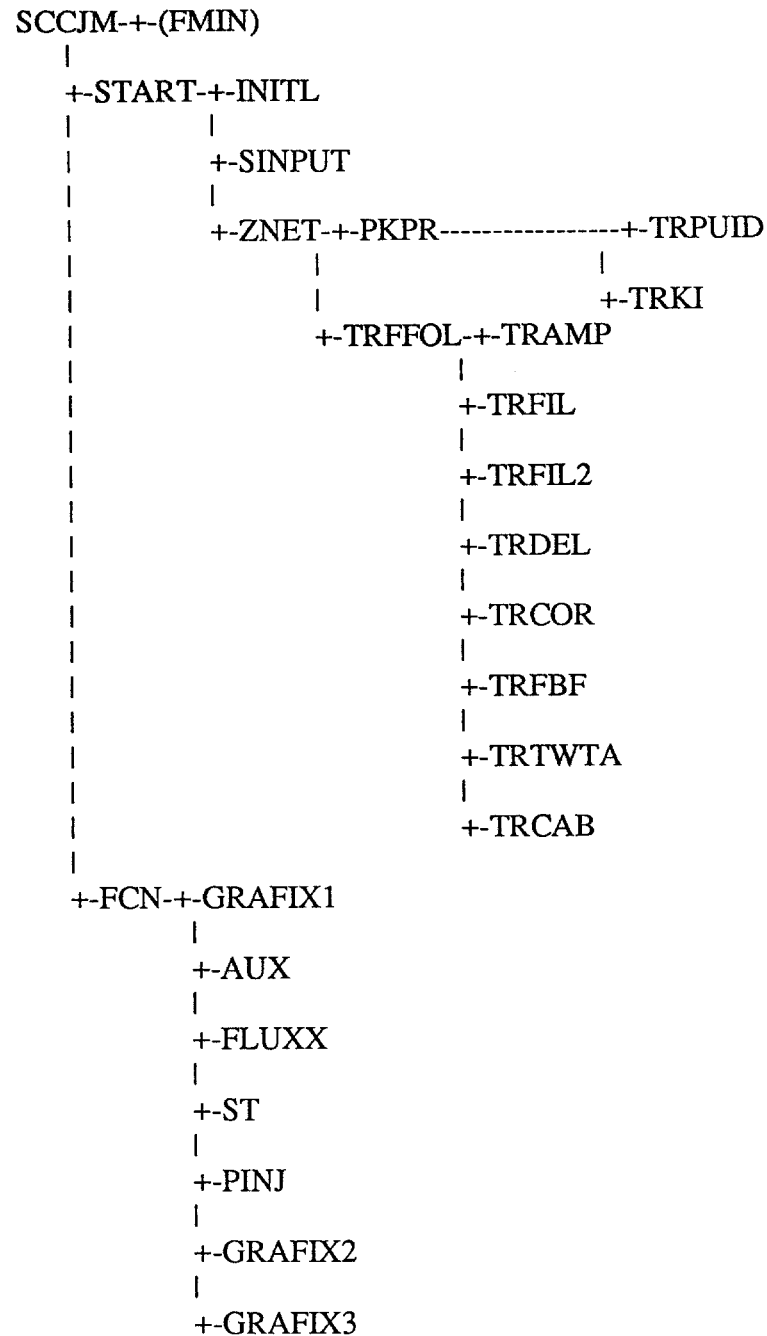 SCCJM-+-(FMIN)
|
+-START-+-INITL
| |
| +-SINPUT
| |
| +-ZNET-+-PKPR-----------------+-TRPUID
| | |
| | +-TRKI
| +-TRFFOL-+-TRAMP
| |
| +-TRFIL
| |
| +-TRFIL2
| |
| +-TRDEL
| |
| +-TRCOR
| |
| +-TRFBF
| |
| +-TRTWTA
| |
| +-TRCAB
|
+-FCN-+-GRAFIX1
|
+-AUX
|
+-FLUXX
|
+-ST
|
+-PINJ
|
+-GRAFIX2
|
+-GRAFIX3